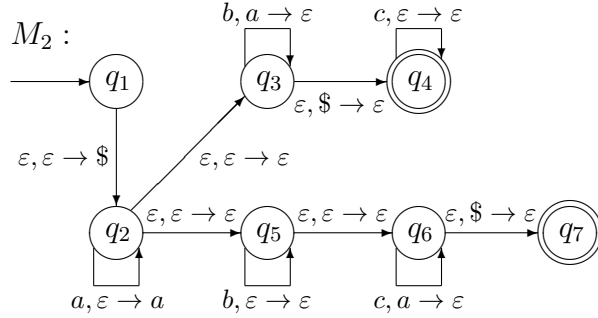 b, a → ε
c, ε → ε
M₂ :
q₁
q₃
q₄
ε, $ → ε
ε, ε → $
ε, ε → ε
ε, ε → ε
ε, ε → ε
ε, $ → ε
q₂
q₅
q₆
q₇
a, ε → a
b, ε → ε
c, a → ε